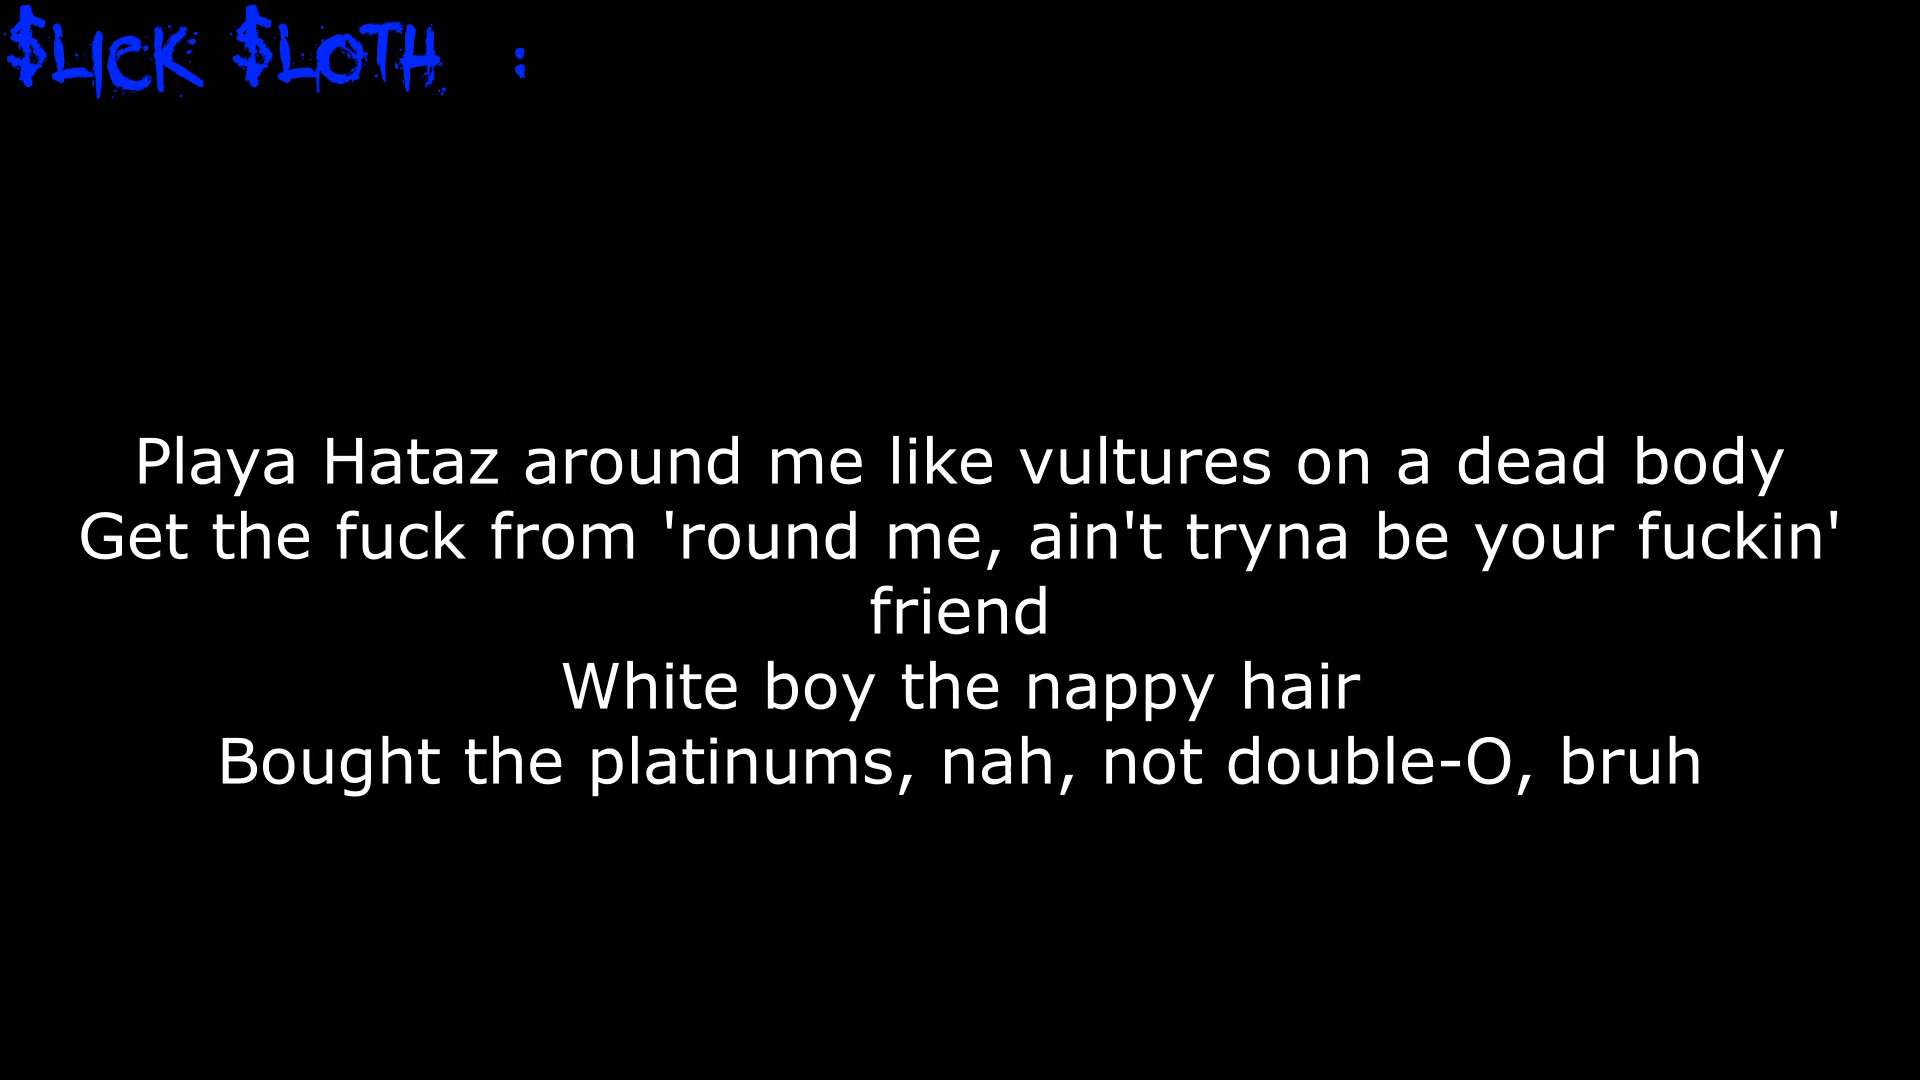 $LICK $LOTH :
Playa Hataz around me like vultures on a dead body
Get the fuck from 'round me, ain't tryna be your fuckin'
friend
White boy the nappy hair
Bought the platinums, nah, not double-O, bruh